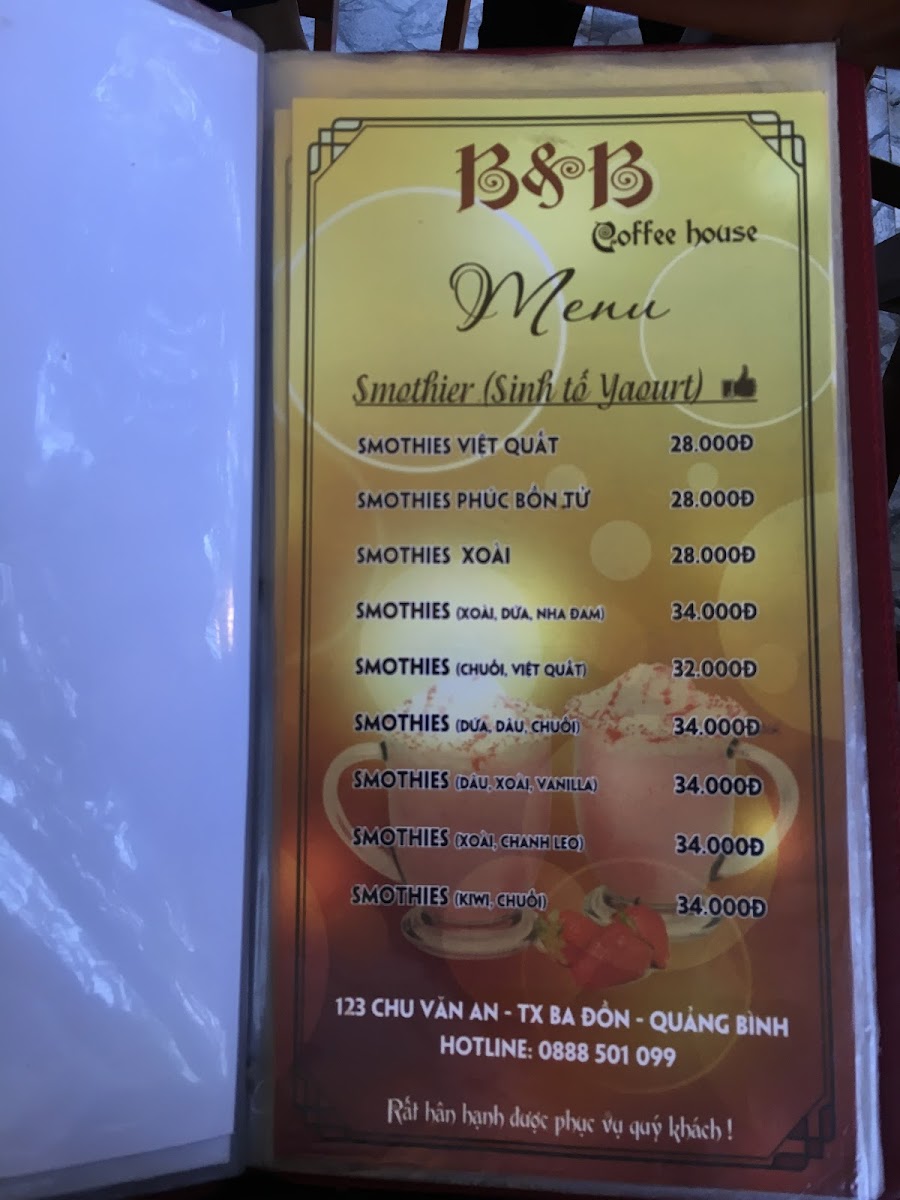 B&B
Coffee house
Menu
Smothier (Sinh tố Yaourt)
SMOTHIES VIỆT QUẤT 28.000Đ
SMOTHIES PHÚC BỒN TỬ 28.000Đ
SMOTHIES XOÀI 28.000Đ
SMOTHIES (XOÀI, DỨA, NHA ĐAM) 34.000Đ
SMOTHIES (CHUỐI, VIỆT QUẤT) 32.000Đ
SMOTHIES (DỨA, DÂU, CHUỐI) 34.000Đ
SMOTHIES (DÂU, XOÀI, VANILLA) 34.000Đ
SMOTHIES (XOÀI, CHANH LEO) 34.000Đ
SMOTHIES (KIWI, CHUỐI) 34.000Đ
123 CHU VĂN AN - TX BA ĐỒN - QUẢNG BÌNH
HOTLINE: 0888 501 099
Rất hân hạnh được phục vụ quý khách !